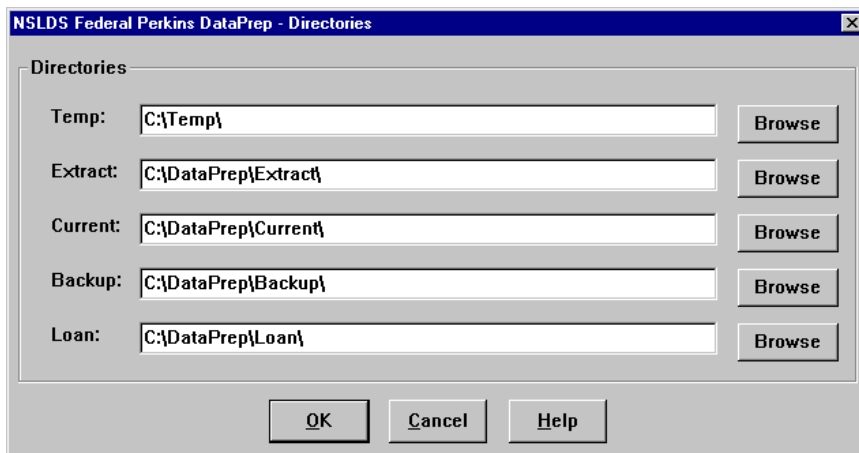 NSLDS Federal Perkins DataPrep - Directories
Directories
Temp: C:\Temp\ Browse
Extract: C:\DataPrep\Extract\ Browse
Current: C:\DataPrep\Current\ Browse
Backup: C:\DataPrep\Backup\ Browse
Loan: C:\DataPrep\Loan\ Browse
OK Cancel Help